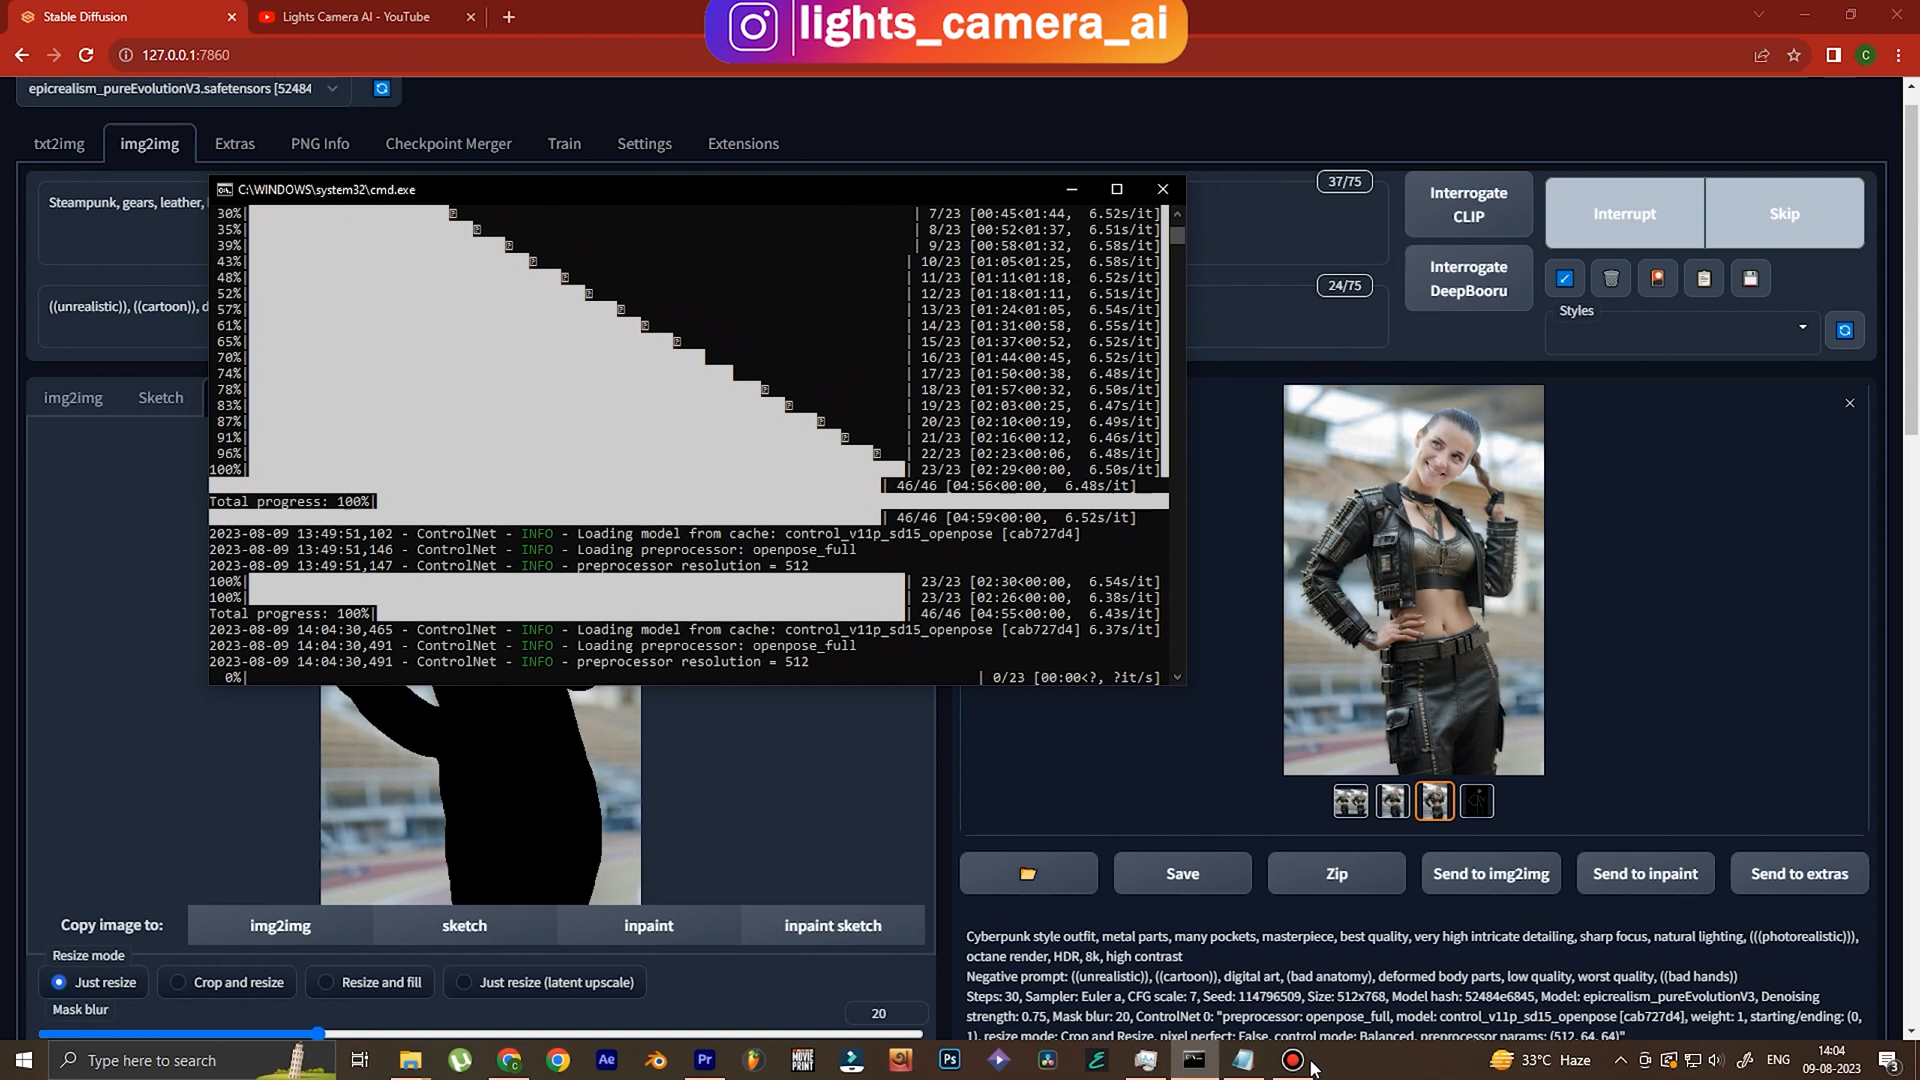 Stable Diffusion
Lights Camera AI - YouTube
lights_camera_ai
127.0.0.1:7860
C
epicrealism_pureEvolutionV3.safetensors [52484
txt2img
img2img
Extras
PNG Info
Checkpoint Merger
Train
Settings
Extensions
Steampunk, gears, leather,
37/75
Interrogate
CLIP
Interrupt
Skip
((unrealistic)), ((cartoon)), d
24/75
Interrogate
DeepBooru
Styles
C:\WINDOWS\system32\cmd.exe
30%| | 7/23 [00:45<01:44, 6.52s/it]
35%| | 8/23 [00:52<01:37, 6.51s/it]
39%| | 9/23 [00:58<01:32, 6.58s/it]
43%| | 10/23 [01:05<01:25, 6.58s/it]
48%| | 11/23 [01:11<01:18, 6.52s/it]
52%| | 12/23 [01:18<01:11, 6.51s/it]
57%| | 13/23 [01:24<01:05, 6.54s/it]
61%| | 14/23 [01:31<00:58, 6.55s/it]
65%| | 15/23 [01:37<00:52, 6.52s/it]
70%| | 16/23 [01:44<00:45, 6.52s/it]
74%| | 17/23 [01:50<00:38, 6.48s/it]
78%| | 18/23 [01:57<00:32, 6.50s/it]
83%| | 19/23 [02:03<00:25, 6.47s/it]
87%| | 20/23 [02:10<00:19, 6.49s/it]
91%| | 21/23 [02:16<00:12, 6.46s/it]
96%| | 22/23 [02:23<00:06, 6.48s/it]
100%| | 23/23 [02:29<00:00, 6.50s/it]
| 46/46 [04:56<00:00, 6.48s/it]
Total progress: 100%|
| 46/46 [04:59<00:00, 6.52s/it]
2023-08-09 13:49:51,102 - ControlNet - INFO - Loading model from cache: control_v11p_sd15_openpose [cab727d4]
2023-08-09 13:49:51,146 - ControlNet - INFO - Loading preprocessor: openpose_full
2023-08-09 13:49:51,147 - ControlNet - INFO - preprocessor resolution = 512
100%| | 23/23 [02:30<00:00, 6.54s/it]
100%| | 23/23 [02:26<00:00, 6.38s/it]
Total progress: 100%| | 46/46 [04:55<00:00, 6.43s/it]
2023-08-09 14:04:30,465 - ControlNet - INFO - Loading model from cache: control_v11p_sd15_openpose [cab727d4] 6.37s/it]
2023-08-09 14:04:30,491 - ControlNet - INFO - Loading preprocessor: openpose_full
2023-08-09 14:04:30,491 - ControlNet - INFO - preprocessor resolution = 512
0%| | 0/23 [00:00<?, ?it/s]
img2img
Sketch
Copy image to:
img2img
sketch
inpaint
inpaint sketch
Resize mode
Just resize
Crop and resize
Resize and fill
Just resize (latent upscale)
Mask blur
20
Save
Zip
Send to img2img
Send to inpaint
Send to extras
Cyberpunk style outfit, metal parts, many pockets, masterpiece, best quality, very high intricate detailing, sharp focus, natural lighting, (((photorealistic))),
octane render, HDR, 8k, high contrast
Negative prompt: ((unrealistic)), ((cartoon)), digital art, (bad anatomy), deformed body parts, low quality, worst quality, ((bad hands))
Steps: 30, Sampler: Euler a, CFG scale: 7, Seed: 114796509, Size: 512x768, Model hash: 52484e6845, Model: epicrealism_pureEvolutionV3, Denoising
strength: 0.75, Mask blur: 20, ControlNet 0: "preprocessor: openpose_full, model: control_v11p_sd15_openpose [cab727d4], weight: 1, starting/ending: (0,
1), resize mode: Crop and Resize, pixel perfect: False, control mode: Balanced, preprocessor params: (512, 64, 64)"
Type here to search
Ae
Pr
MOVIE
PRINT
Ps
33°C Haze
ENG
14:04
09-08-2023
3